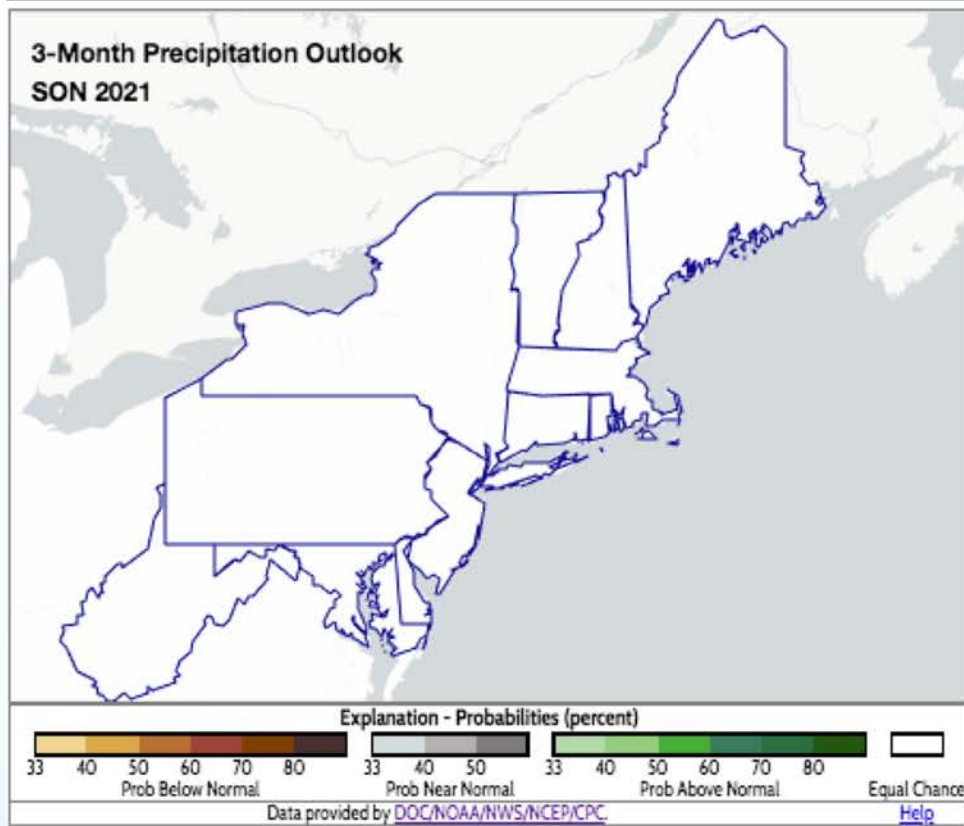 3-Month Precipitation Outlook
SON 2021
Explanation - Probabilities (percent)
33 40 50 60 70 80 33 40 50 33 40 50 60 70 80
Prob Below Normal Prob Near Normal Prob Above Normal Equal Chance
Data provided by DOC/NOAA/NWS/NCEP/CPC. Help